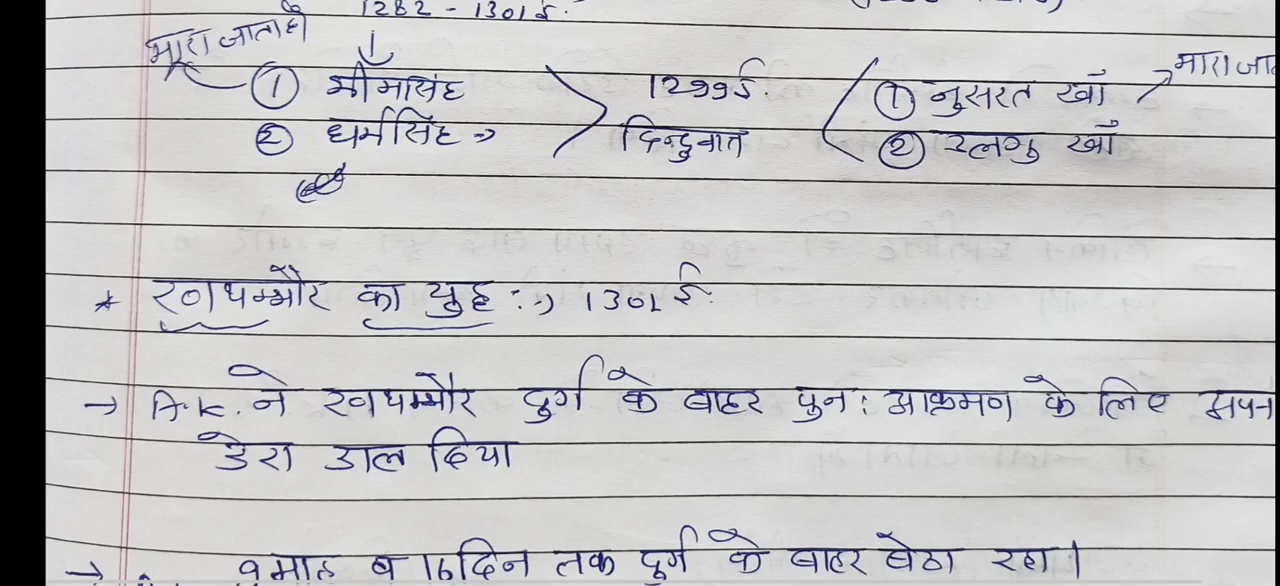 1282 - 1301 ई.
मारा जाता है
① भीमसिंह 1299 ई. ① नुसरत खाँ मारा जा
② धर्मसिंह ⇒ हिन्दुवात ② उलगु खाँ
* रणथम्भौर का युद्ध :⇒ 1301 ई.
→ A.K. ने रणथम्भौर दुर्ग के बाहर पुन: आक्रमण के लिए अपन
डेरा डाल दिया
→ 9 माह व 16 दिन तक दुर्ग के बाहर बैठा रहा।